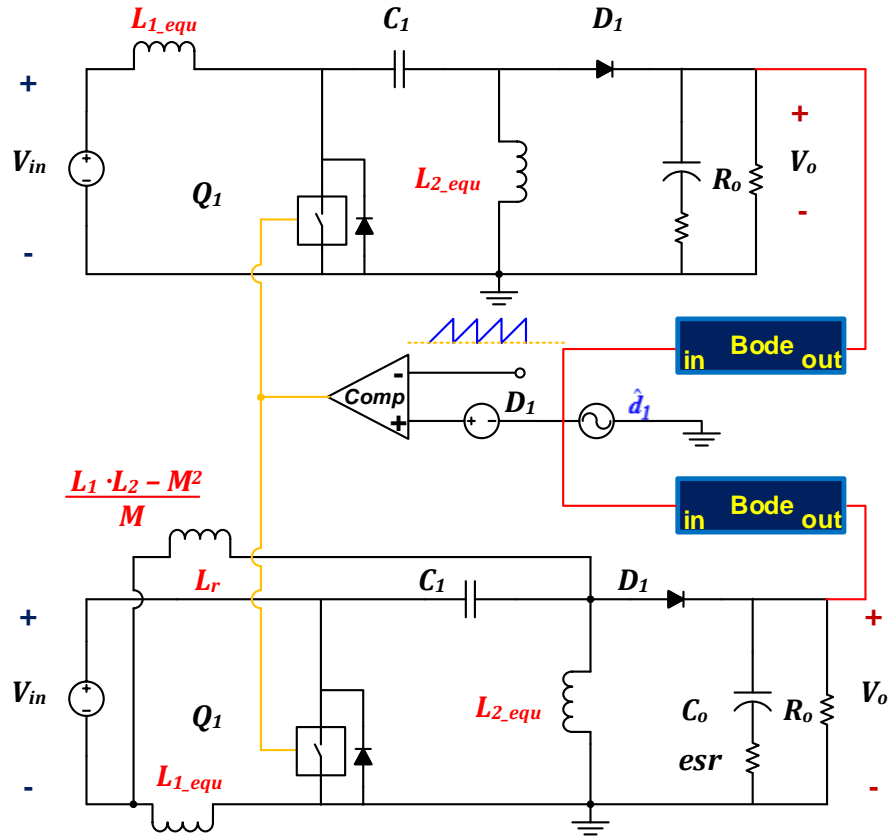 L1_equ
C1
D1
+
Vin
-
Q1
L2_equ
Ro
+
Vo
-
Bode
in
out
-
Comp
+
D1
+
-
d̂1
Bode
in
out
L1 ·L2 – M²
M
Lr
C1
D1
+
Vin
-
Q1
L1_equ
L2_equ
Co
esr
Ro
+
Vo
-